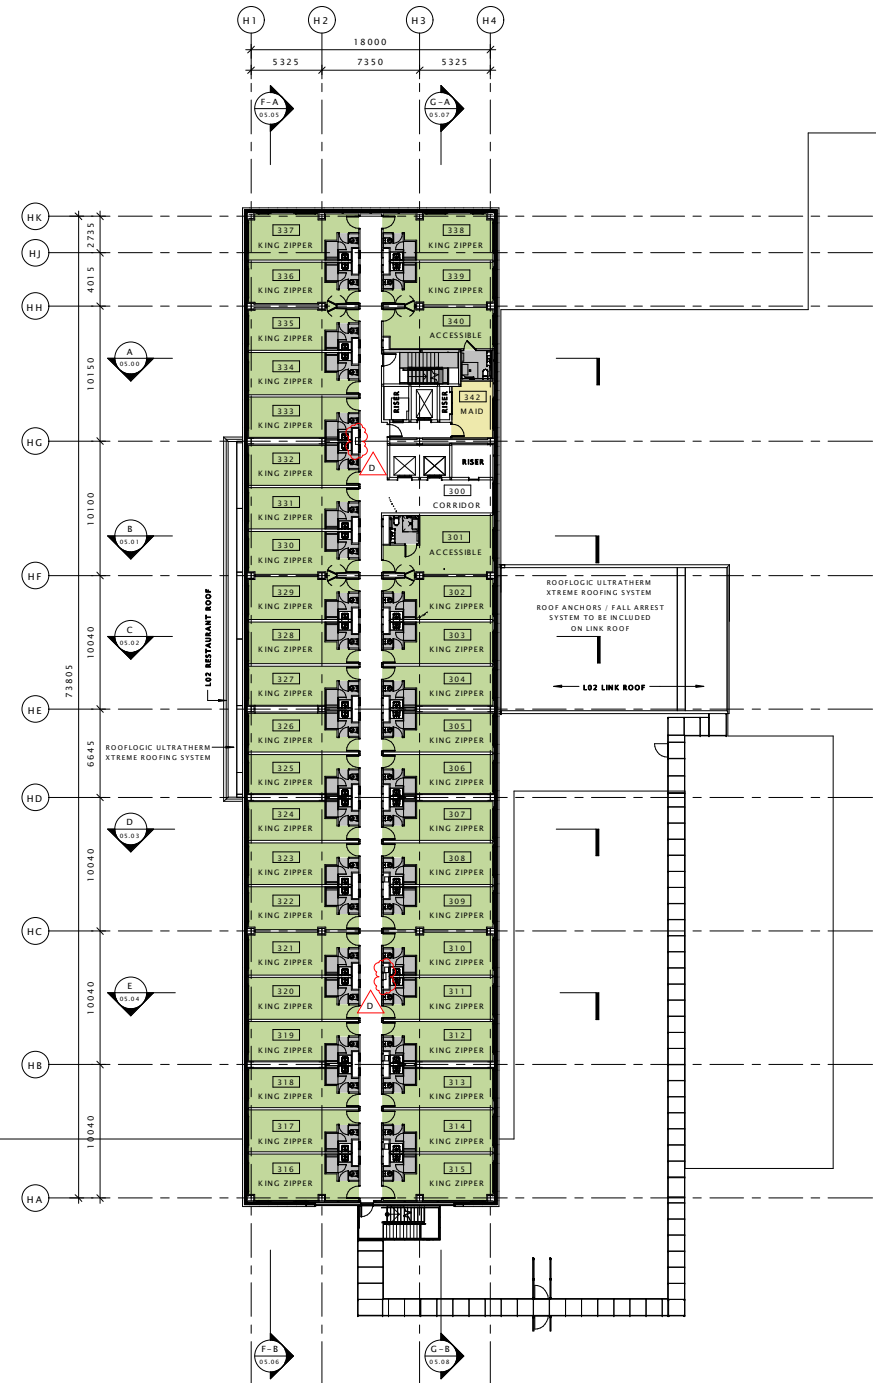 H1
H2
H3
H4
18000
5325
7350
5325
F-A
05.05
G-A
05.07
HK
HJ
HH
HG
HF
HE
HD
HC
HB
HA
2735
4015
10150
10100
10040
6645
10040
10040
10040
73805
A
05.00
B
05.01
C
05.02
D
05.03
E
05.04
337
KING ZIPPER
338
KING ZIPPER
336
KING ZIPPER
339
KING ZIPPER
335
KING ZIPPER
340
ACCESSIBLE
334
KING ZIPPER
333
KING ZIPPER
RISER
RISER
342
MAID
332
KING ZIPPER
D
RISER
331
KING ZIPPER
300
CORRIDOR
330
KING ZIPPER
301
ACCESSIBLE
329
KING ZIPPER
302
KING ZIPPER
328
KING ZIPPER
303
KING ZIPPER
327
KING ZIPPER
304
KING ZIPPER
326
KING ZIPPER
305
KING ZIPPER
325
KING ZIPPER
306
KING ZIPPER
324
KING ZIPPER
307
KING ZIPPER
323
KING ZIPPER
308
KING ZIPPER
322
KING ZIPPER
309
KING ZIPPER
321
KING ZIPPER
310
KING ZIPPER
320
KING ZIPPER
311
KING ZIPPER
D
319
KING ZIPPER
312
KING ZIPPER
318
KING ZIPPER
313
KING ZIPPER
317
KING ZIPPER
314
KING ZIPPER
316
KING ZIPPER
315
KING ZIPPER
L02 RESTAURANT ROOF
ROOFLOGIC ULTRATHERM
XTREME ROOFING SYSTEM
ROOFLOGIC ULTRATHERM
XTREME ROOFING SYSTEM
ROOF ANCHORS / FALL ARREST
SYSTEM TO BE INCLUDED
ON LINK ROOF
L02 LINK ROOF
F-B
05.06
G-B
05.08